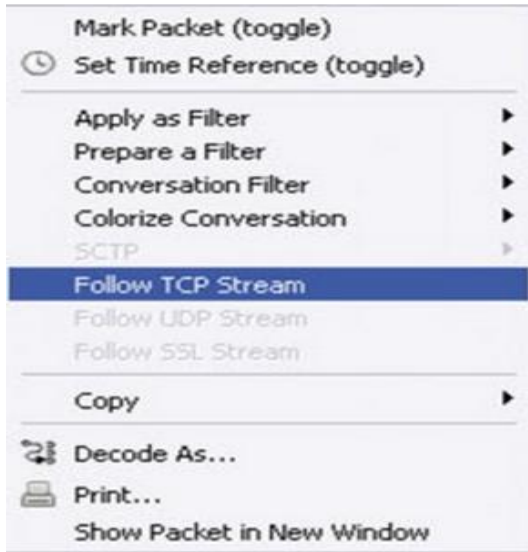 Mark Packet (toggle)
Set Time Reference (toggle)
Apply as Filter
Prepare a Filter
Conversation Filter
Colorize Conversation
SCTP
Follow TCP Stream
Follow UDP Stream
Follow SSL Stream
Copy
Decode As...
Print...
Show Packet in New Window